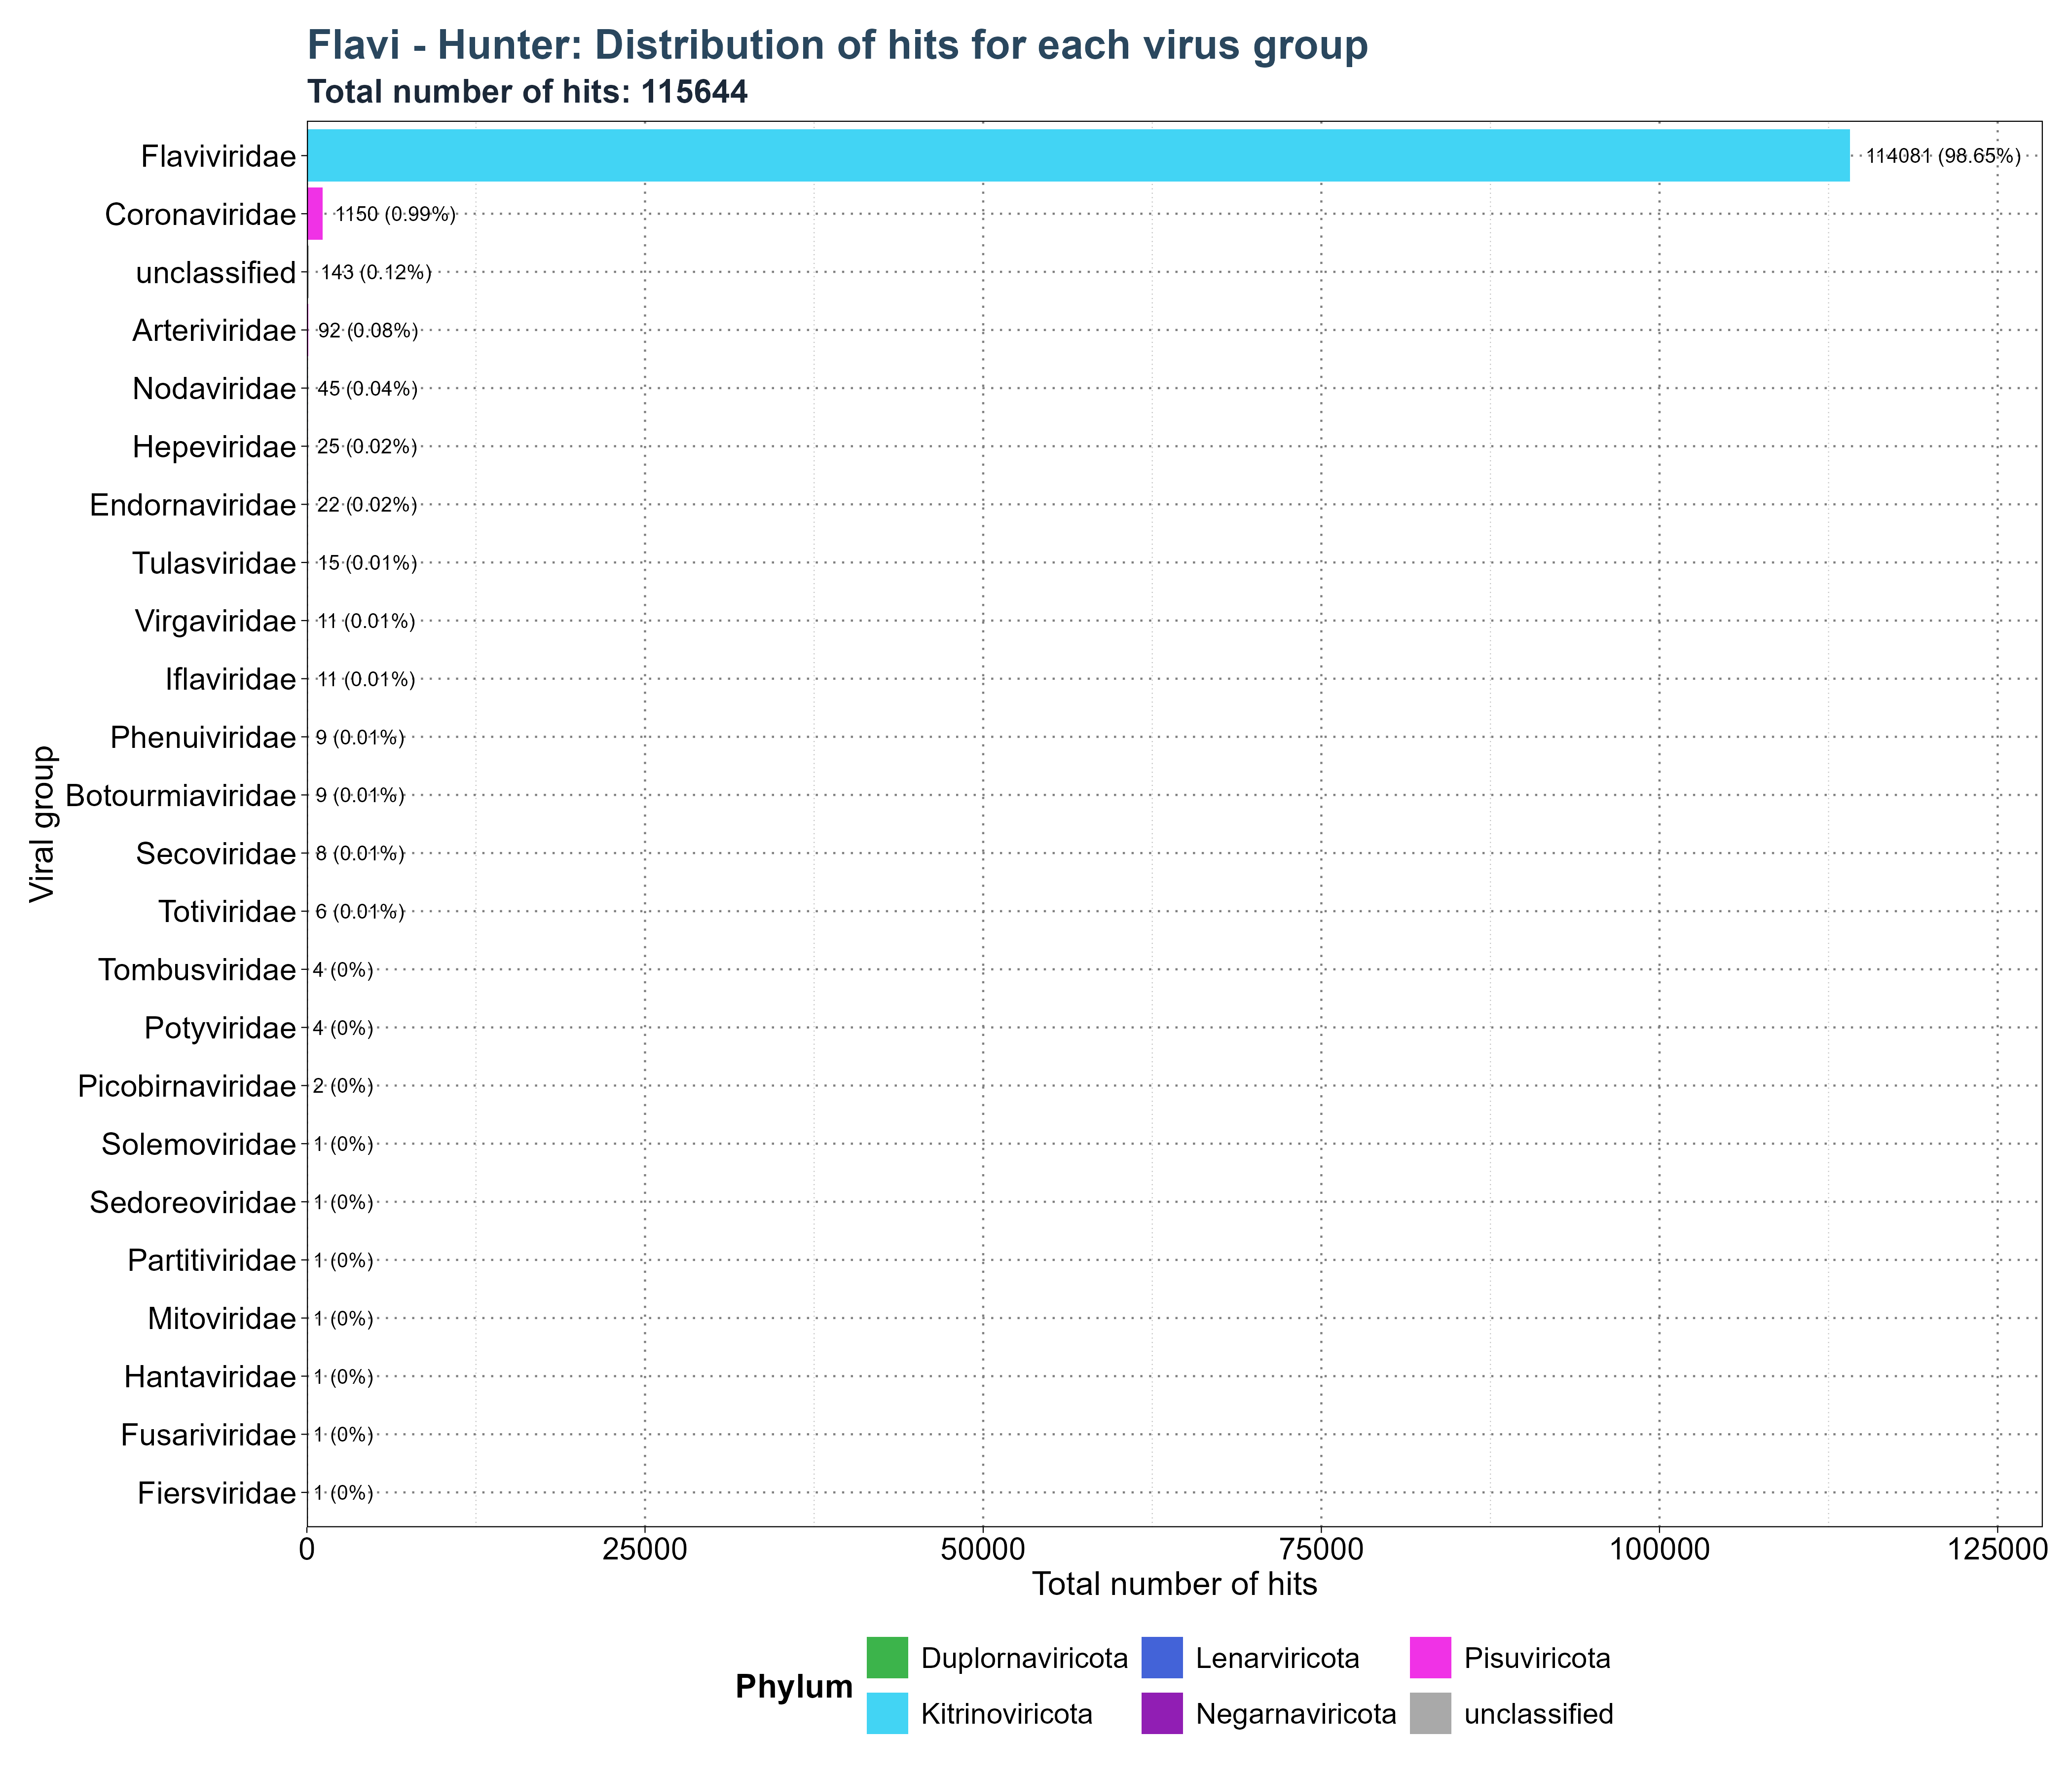 Flavi - Hunter: Distribution of hits for each virus group
Total number of hits: 115644
Viral group
Flaviviridae 114081 (98.65%)
Coronaviridae 1150 (0.99%)
unclassified 143 (0.12%)
Arteriviridae 92 (0.08%)
Nodaviridae 45 (0.04%)
Hepeviridae 25 (0.02%)
Endornaviridae 22 (0.02%)
Tulasviridae 15 (0.01%)
Virgaviridae 11 (0.01%)
Iflaviridae 11 (0.01%)
Phenuiviridae 9 (0.01%)
Botourmiaviridae 9 (0.01%)
Secoviridae 8 (0.01%)
Totiviridae 6 (0.01%)
Tombusviridae 4 (0%)
Potyviridae 4 (0%)
Picobirnaviridae 2 (0%)
Solemoviridae 1 (0%)
Sedoreoviridae 1 (0%)
Partitiviridae 1 (0%)
Mitoviridae 1 (0%)
Hantaviridae 1 (0%)
Fusariviridae 1 (0%)
Fiersviridae 1 (0%)
0 25000 50000 75000 100000 125000
Total number of hits
Phylum
Duplornaviricota Lenarviricota Pisuviricota
Kitrinoviricota Negarnaviricota unclassified